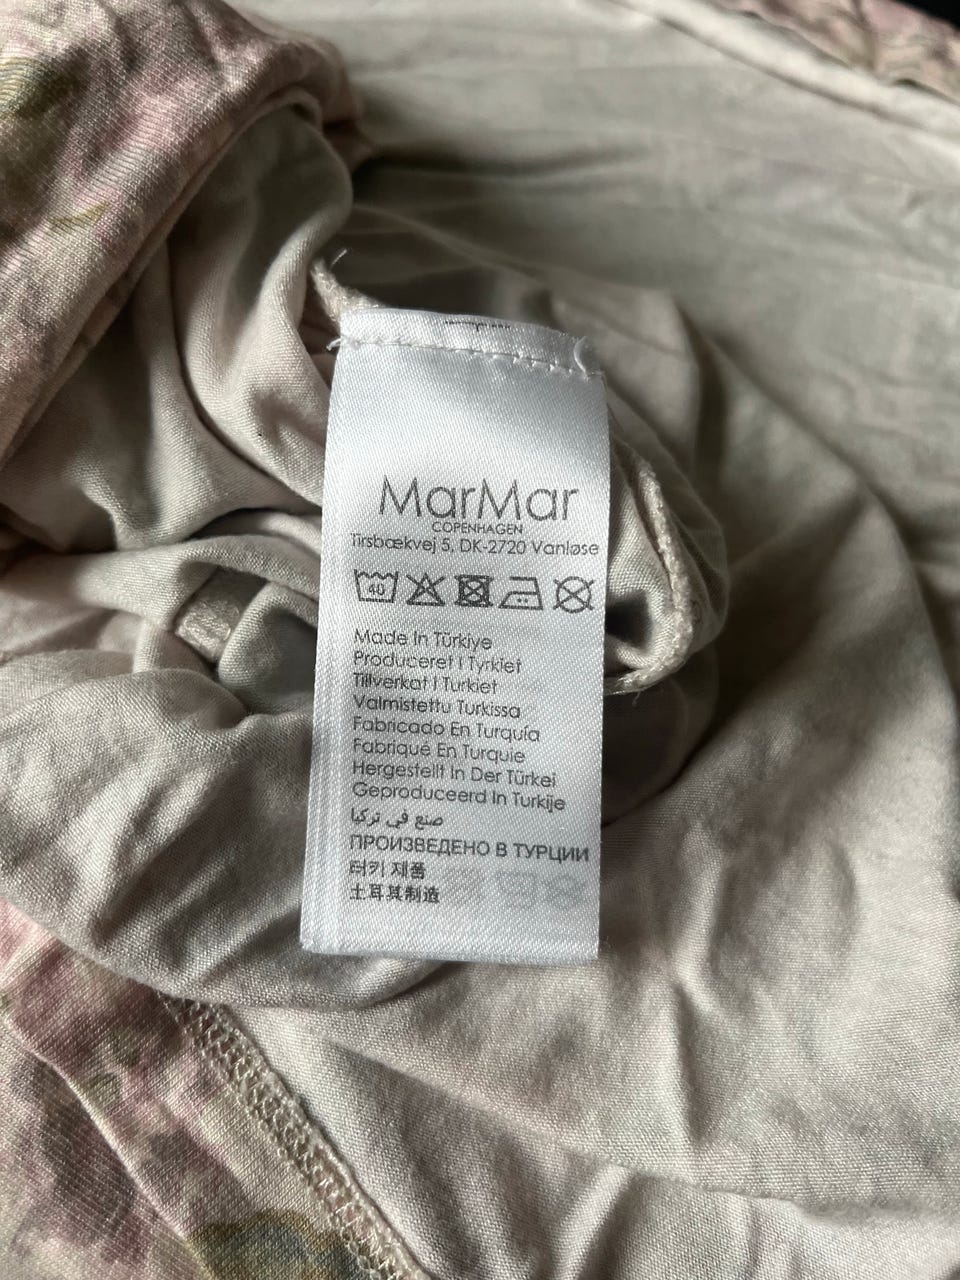 MarMar
COPENHAGEN
Tirsbækvej 5, DK-2720 Vanløse
40
Made In Türkiye
Produceret I Tyrkiet
Tillverkat I Turkiet
Valmistettu Turkissa
Fabricado En Turquía
Fabriqué En Turquie
Hergestellt In Der Türkei
Geproduceerd In Turkije
صنع في تركيا
ПРОИЗВЕДЕНО В ТУРЦИИ
터키 제품
土耳其制造